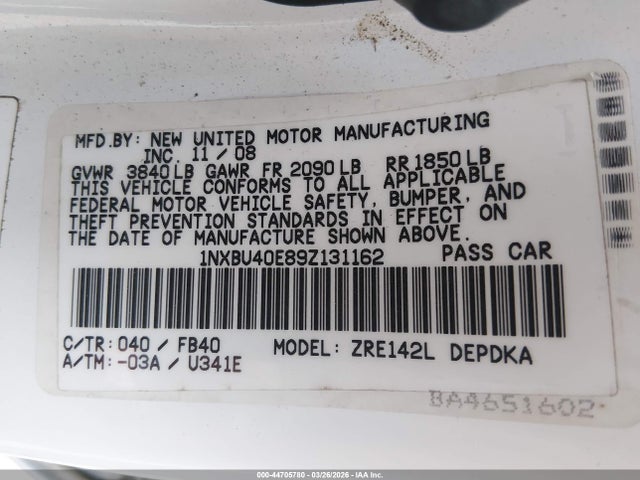 MFD.BY: NEW UNITED MOTOR MANUFACTURING
INC. 11/08
GVWR 3840LB GAWR FR 2090LB RR1850LB
THIS VEHICLE CONFORMS TO ALL APPLICABLE
FEDERAL MOTOR VEHICLE SAFETY, BUMPER, AND
THEFT PREVENTION STANDARDS IN EFFECT ON
THE DATE OF MANUFACTURE SHOWN ABOVE.
1NXBU40E89Z131162 PASS CAR
C/TR: 040 / FB40 MODEL: ZRE142L DEPDKA
A/TM: -03A / U341E
BA4651602
000-44705780 | 03/26/2026 | IAA Inc.